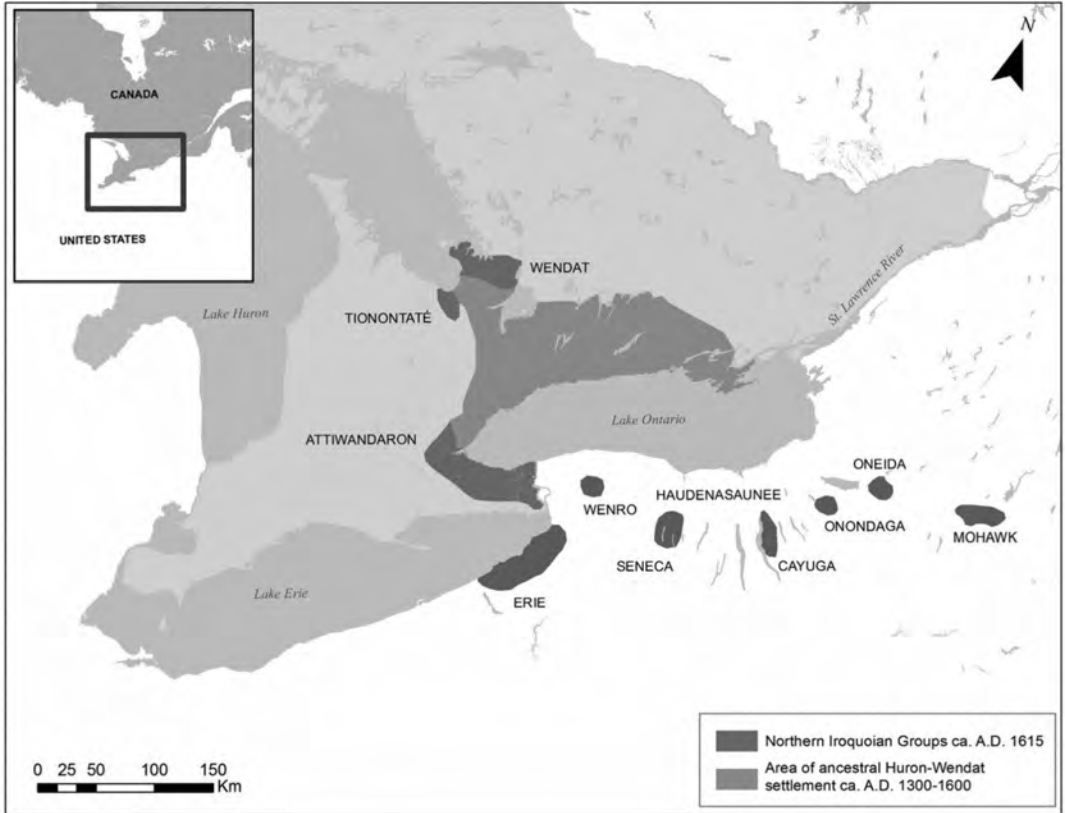 CANADA
UNITED STATES
N
WENDAT
TIONONTATÉ
Lake Huron
St. Lawrence River
ATTIWANDARON
Lake Ontario
ONEIDA
WENRO
HAUDENASAUNEE
ONONDAGA
MOHAWK
SENECA
CAYUGA
Lake Erie
ERIE
Northern Iroquoian Groups ca. A.D. 1615
Area of ancestral Huron-Wendat
settlement ca. A.D. 1300-1600
0 25 50 100 150
Km